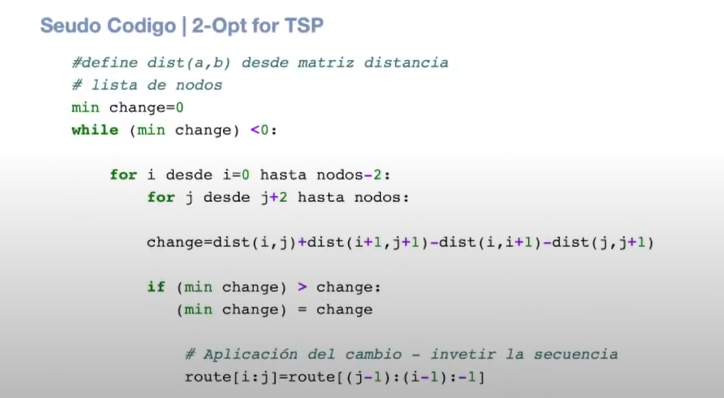 Seudo Codigo | 2-Opt for TSP
#define dist(a,b) desde matriz distancia
# lista de nodos
min change=0
while (min change) <0:
for i desde i=0 hasta nodos-2:
for j desde j+2 hasta nodos:
change=dist(i,j)+dist(i+1,j+1)-dist(i,i+1)-dist(j,j+1)
if (min change) > change:
(min change) = change
# Aplicación del cambio - invetir la secuencia
route[i:j]=route[(j-1):(i-1):-1]